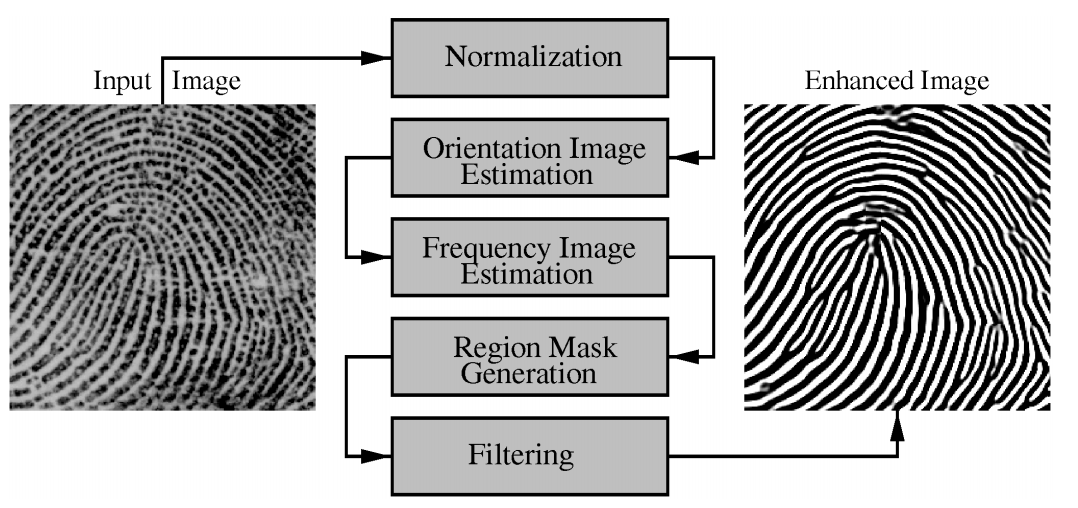 Input Image
Normalization
Enhanced Image
Orientation Image
Estimation
Frequency Image
Estimation
Region Mask
Generation
Filtering